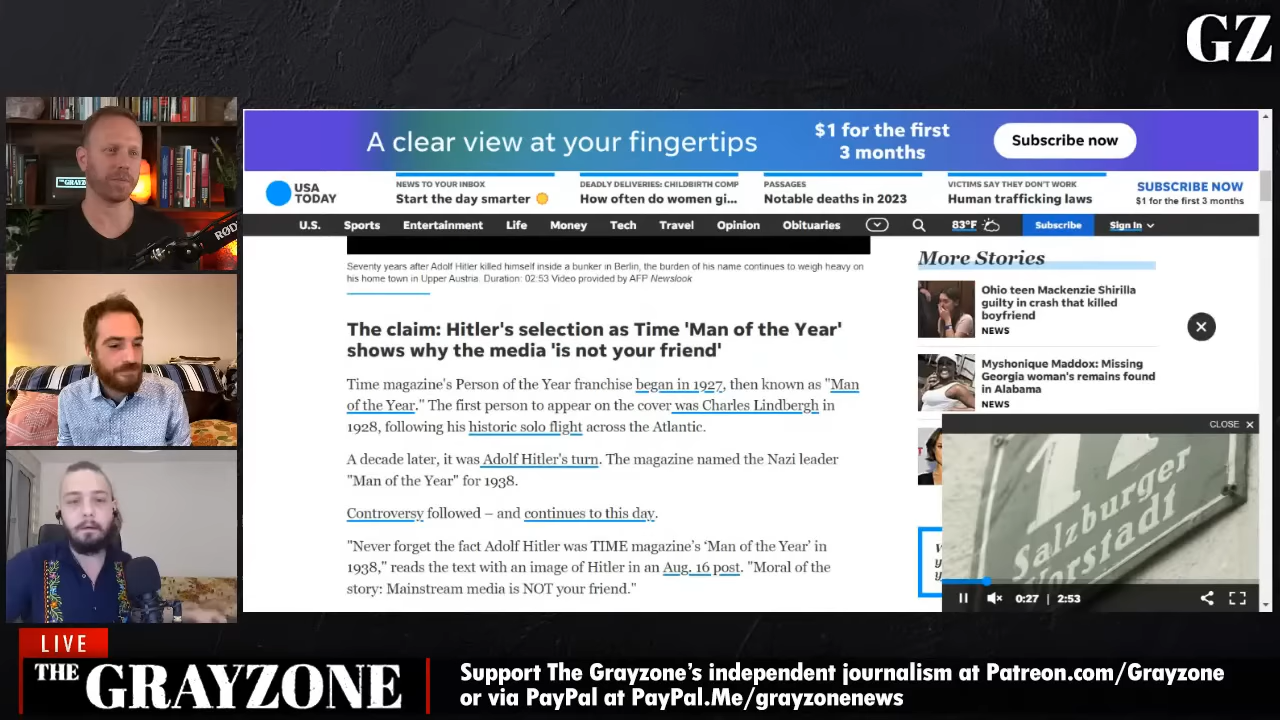 GZ
THE GRAYZONE
RØDE
A clear view at your fingertips
$1 for the first
3 months
Subscribe now
USA
TODAY
NEWS TO YOUR INBOX
Start the day smarter
DEADLY DELIVERIES: CHILDBIRTH COMP
How often do women gi...
PASSAGES
Notable deaths in 2023
VICTIMS SAY THEY DON'T WORK
Human trafficking laws
SUBSCRIBE NOW
$1 for the first 3 months
U.S. Sports Entertainment Life Money Tech Travel Opinion Obituaries 83°F Subscribe Sign In
Seventy years after Adolf Hitler killed himself inside a bunker in Berlin, the burden of his name continues to weigh heavy on
his home town in Upper Austria. Duration: 02:53 Video provided by AFP Newslook
The claim: Hitler's selection as Time 'Man of the Year'
shows why the media 'is not your friend'
Time magazine's Person of the Year franchise began in 1927, then known as "Man
of the Year." The first person to appear on the cover was Charles Lindbergh in
1928, following his historic solo flight across the Atlantic.
A decade later, it was Adolf Hitler's turn. The magazine named the Nazi leader
"Man of the Year" for 1938.
Controversy followed – and continues to this day.
"Never forget the fact Adolf Hitler was TIME magazine's 'Man of the Year' in
1938," reads the text with an image of Hitler in an Aug. 16 post. "Moral of the
story: Mainstream media is NOT your friend."
More Stories
Ohio teen Mackenzie Shirilla
guilty in crash that killed
boyfriend
NEWS
Myshonique Maddox: Missing
Georgia woman's remains found
in Alabama
NEWS
CLOSE
Salzburger
Vorstadt
0:27 | 2:53
LIVE
THE GRAYZONE
Support The Grayzone's independent journalism at Patreon.com/Grayzone
or via PayPal at PayPal.Me/grayzonenews